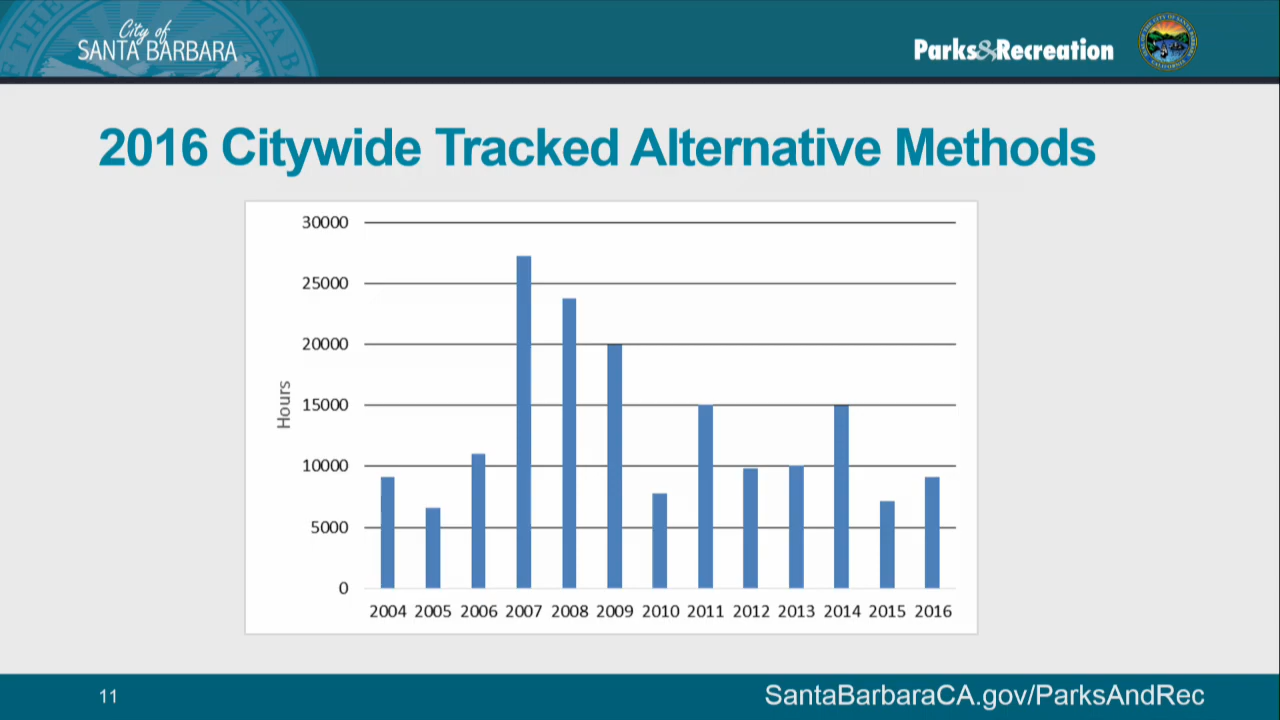 City of
SANTA BARBARA
Parks&Recreation
2016 Citywide Tracked Alternative Methods
30000
25000
20000
15000
10000
5000
0
Hours
2004 2005 2006 2007 2008 2009 2010 2011 2012 2013 2014 2015 2016
11
SantaBarbaraCA.gov/ParksAndRec